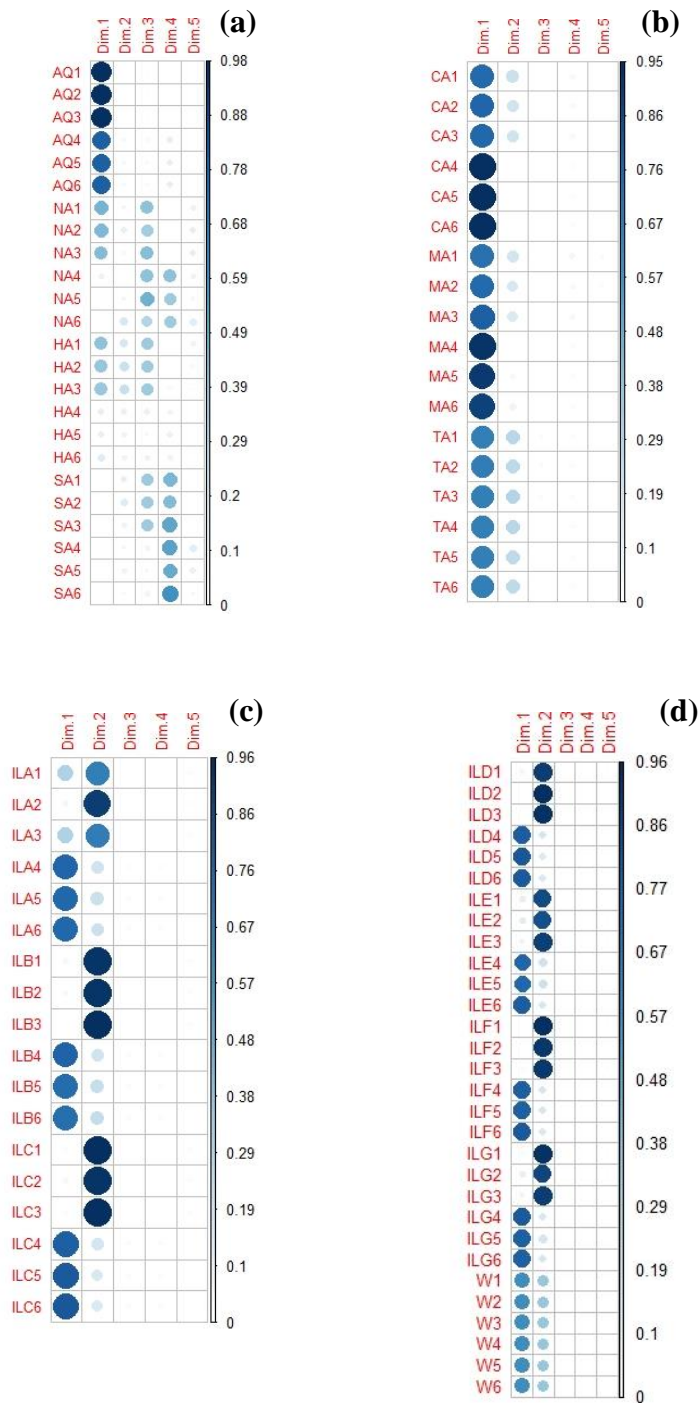 (a)
Dim.1 Dim.2 Dim.3 Dim.4 Dim.5
AQ1
AQ2
AQ3
AQ4
AQ5
AQ6
NA1
NA2
NA3
NA4
NA5
NA6
HA1
HA2
HA3
HA4
HA5
HA6
SA1
SA2
SA3
SA4
SA5
SA6
0.98
0.88
0.78
0.68
0.59
0.49
0.39
0.29
0.2
0.1
0
(b)
Dim.1 Dim.2 Dim.3 Dim.4 Dim.5
CA1
CA2
CA3
CA4
CA5
CA6
MA1
MA2
MA3
MA4
MA5
MA6
TA1
TA2
TA3
TA4
TA5
TA6
0.95
0.86
0.76
0.67
0.57
0.48
0.38
0.29
0.19
0.1
0
(c)
Dim.1 Dim.2 Dim.3 Dim.4 Dim.5
ILA1
ILA2
ILA3
ILA4
ILA5
ILA6
ILB1
ILB2
ILB3
ILB4
ILB5
ILB6
ILC1
ILC2
ILC3
ILC4
ILC5
ILC6
0.96
0.86
0.76
0.67
0.57
0.48
0.38
0.29
0.19
0.1
0
(d)
Dim.1 Dim.2 Dim.3 Dim.4 Dim.5
ILD1
ILD2
ILD3
ILD4
ILD5
ILD6
ILE1
ILE2
ILE3
ILE4
ILE5
ILE6
ILF1
ILF2
ILF3
ILF4
ILF5
ILF6
ILG1
ILG2
ILG3
ILG4
ILG5
ILG6
W1
W2
W3
W4
W5
W6
0.96
0.86
0.77
0.67
0.57
0.48
0.38
0.29
0.19
0.1
0